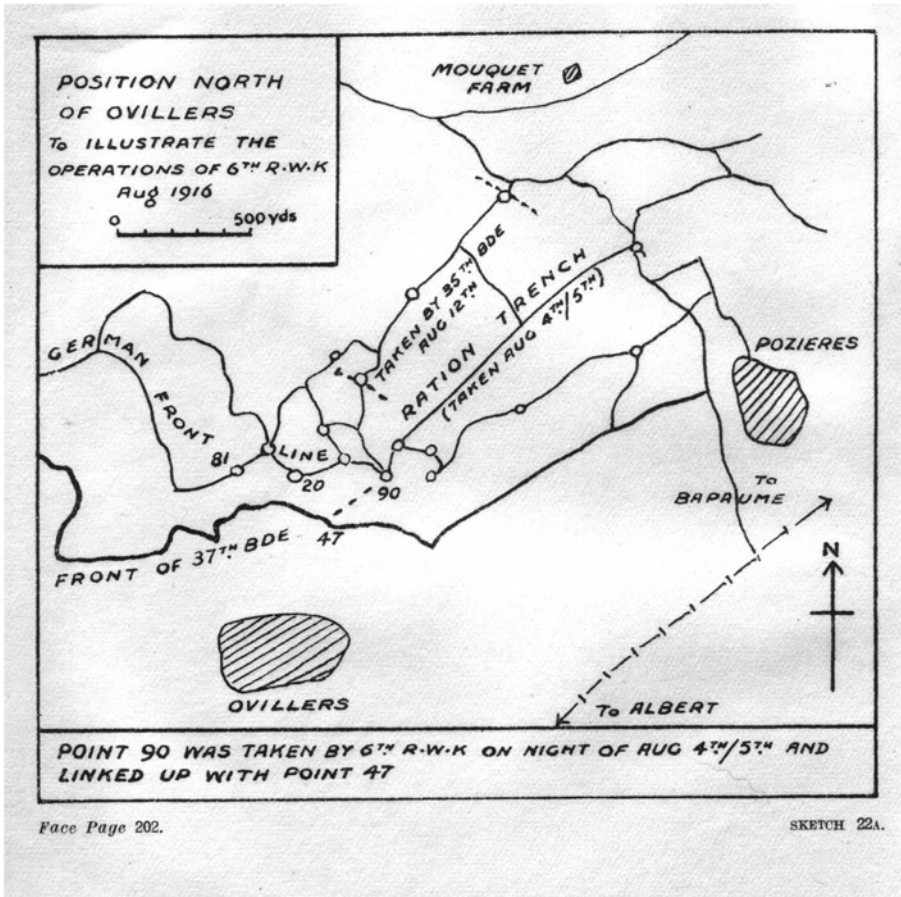 POSITION NORTH
OF OVILLERS
To ILLUSTRATE THE
OPERATIONS OF 6TH R.W.K
Aug 1916
0 500 yds
MOUQUET
FARM
TAKEN BY 35TH BDE
AUG 12TH
RATION TRENCH
(TAKEN AUG 4TH/5TH)
POZIERES
GERMAN FRONT LINE
81
20
90
47
FRONT OF 37TH BDE
To
BAPAUME
N
OVILLERS
To ALBERT
POINT 90 WAS TAKEN BY 6TH R.W.K ON NIGHT OF AUG 4TH/5TH AND
LINKED UP WITH POINT 47
Face Page 202.
SKETCH 22A.